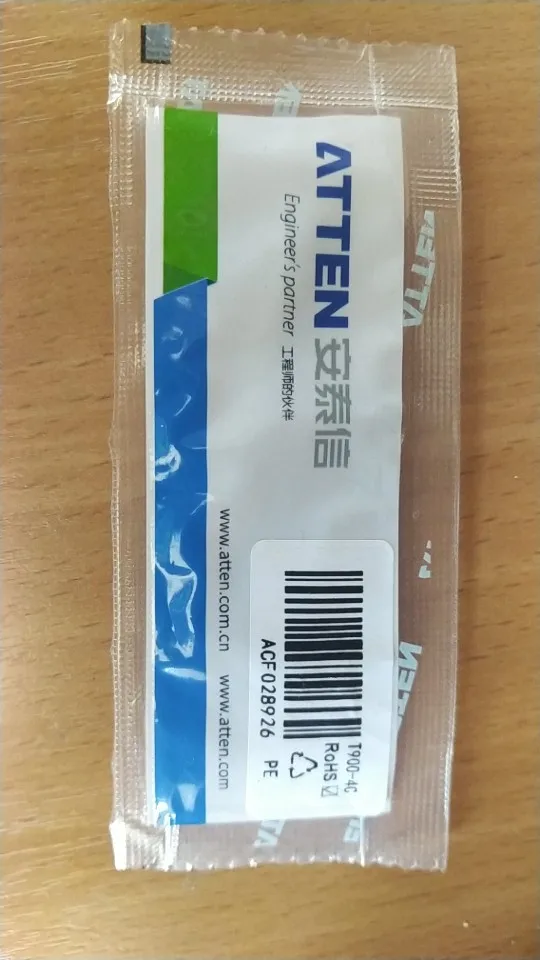 ATTEN 安泰信
Engineer's partner 工程师的伙伴
www.atten.com.cn www.atten.com
T900-4C
RoHS ☑
ACF028926
PE
ATTEN